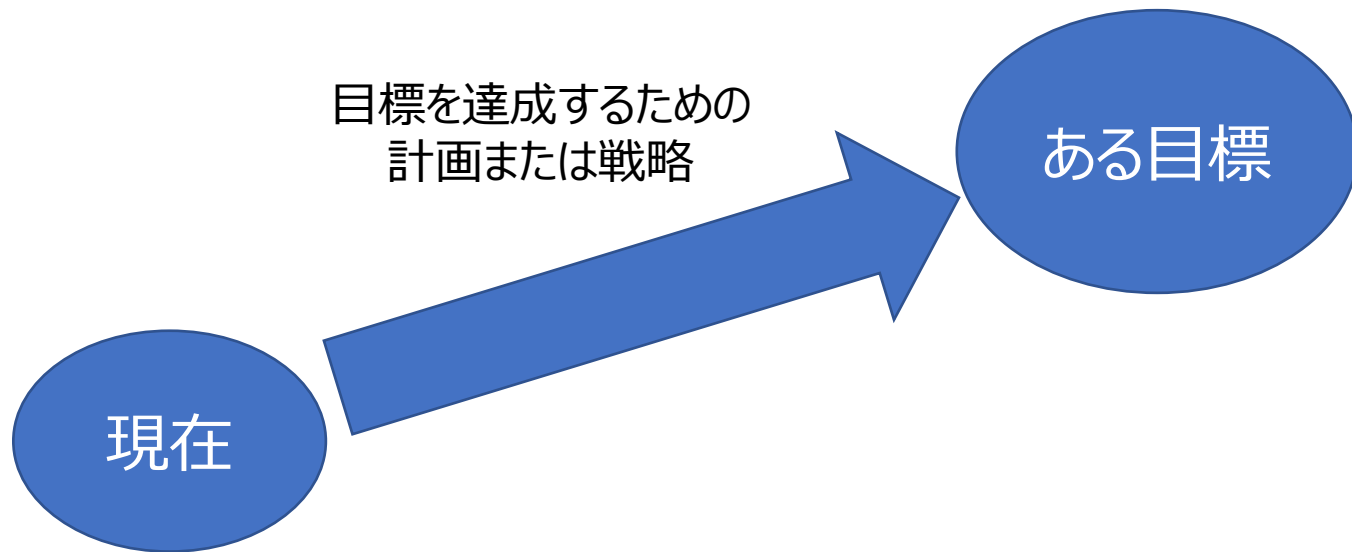 目標を達成するための
計画または戦略
ある目標
現在